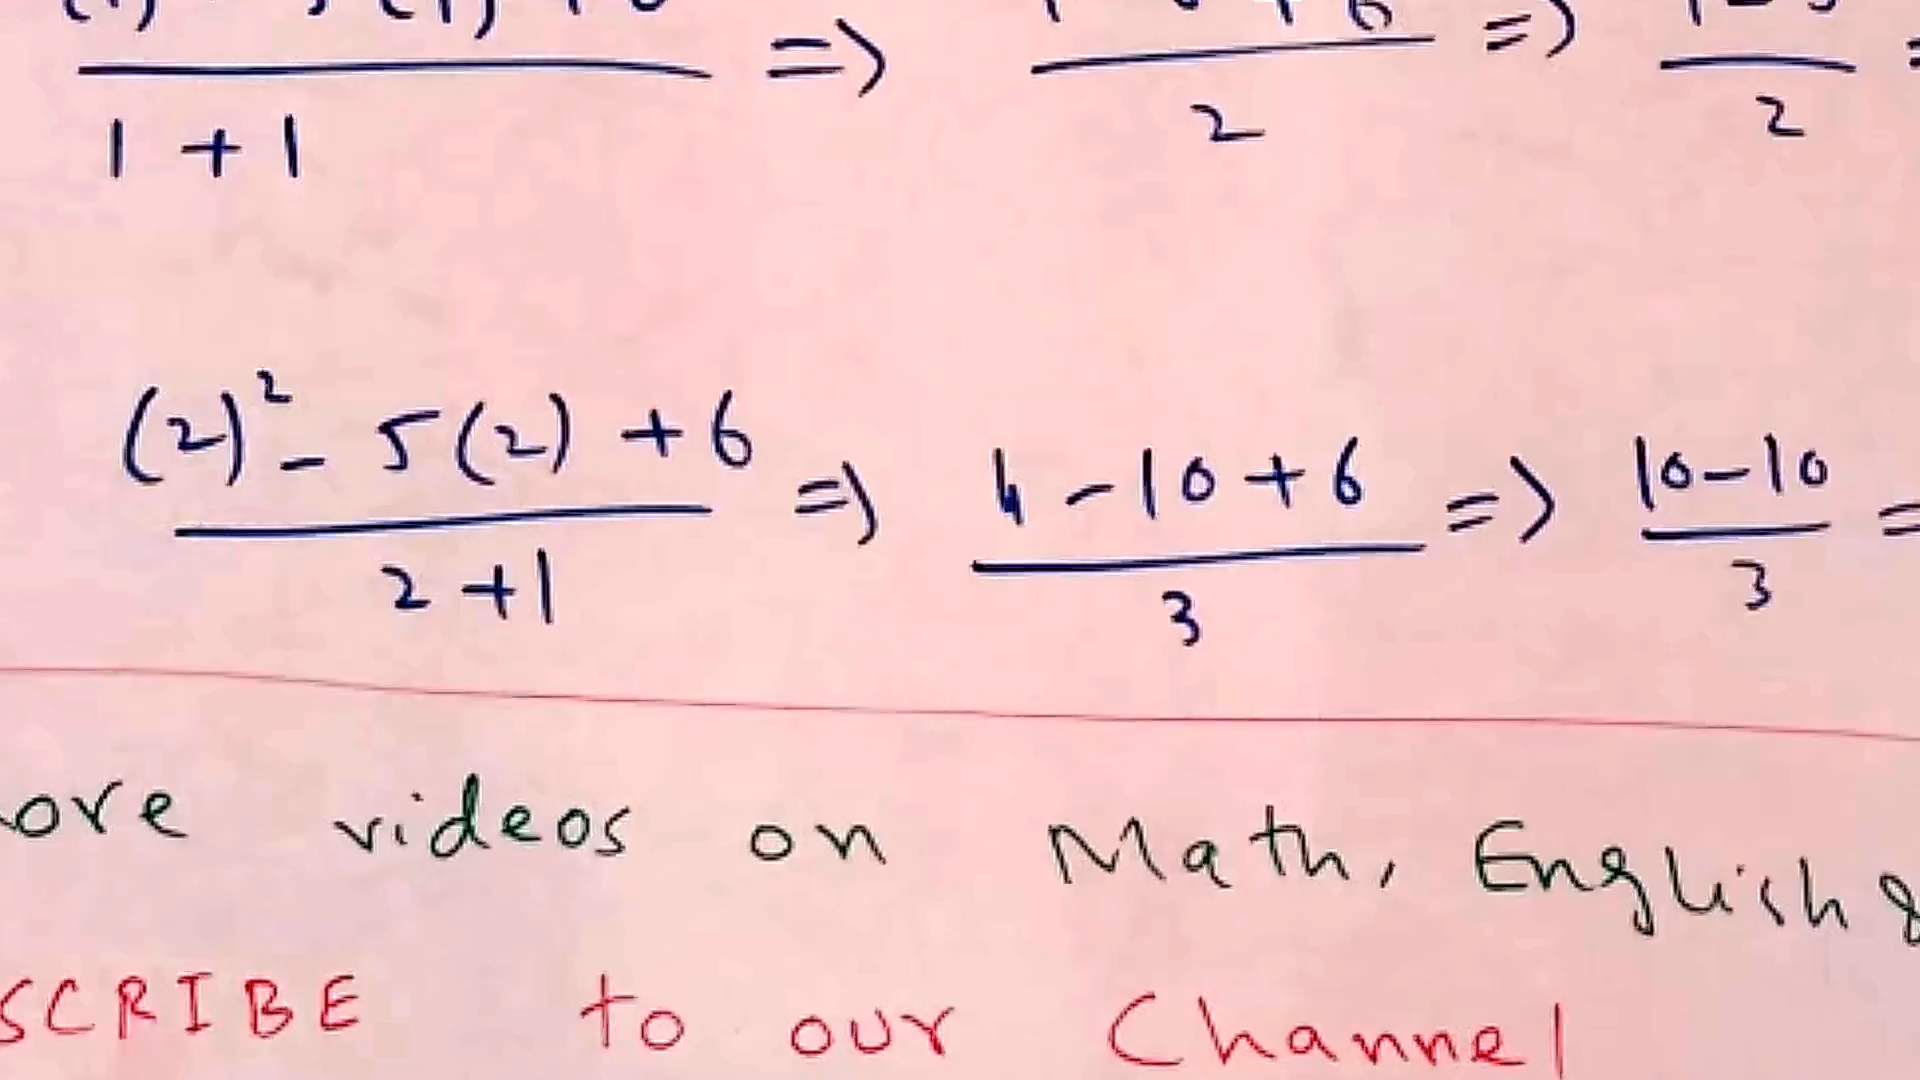 1 + 1 => 2 => 2
(2)² - 5(2) + 6 / 2 + 1 => 4 - 10 + 6 / 3 => 10 - 10 / 3 =
ore videos on Math, English &
SCRIBE to our Channel